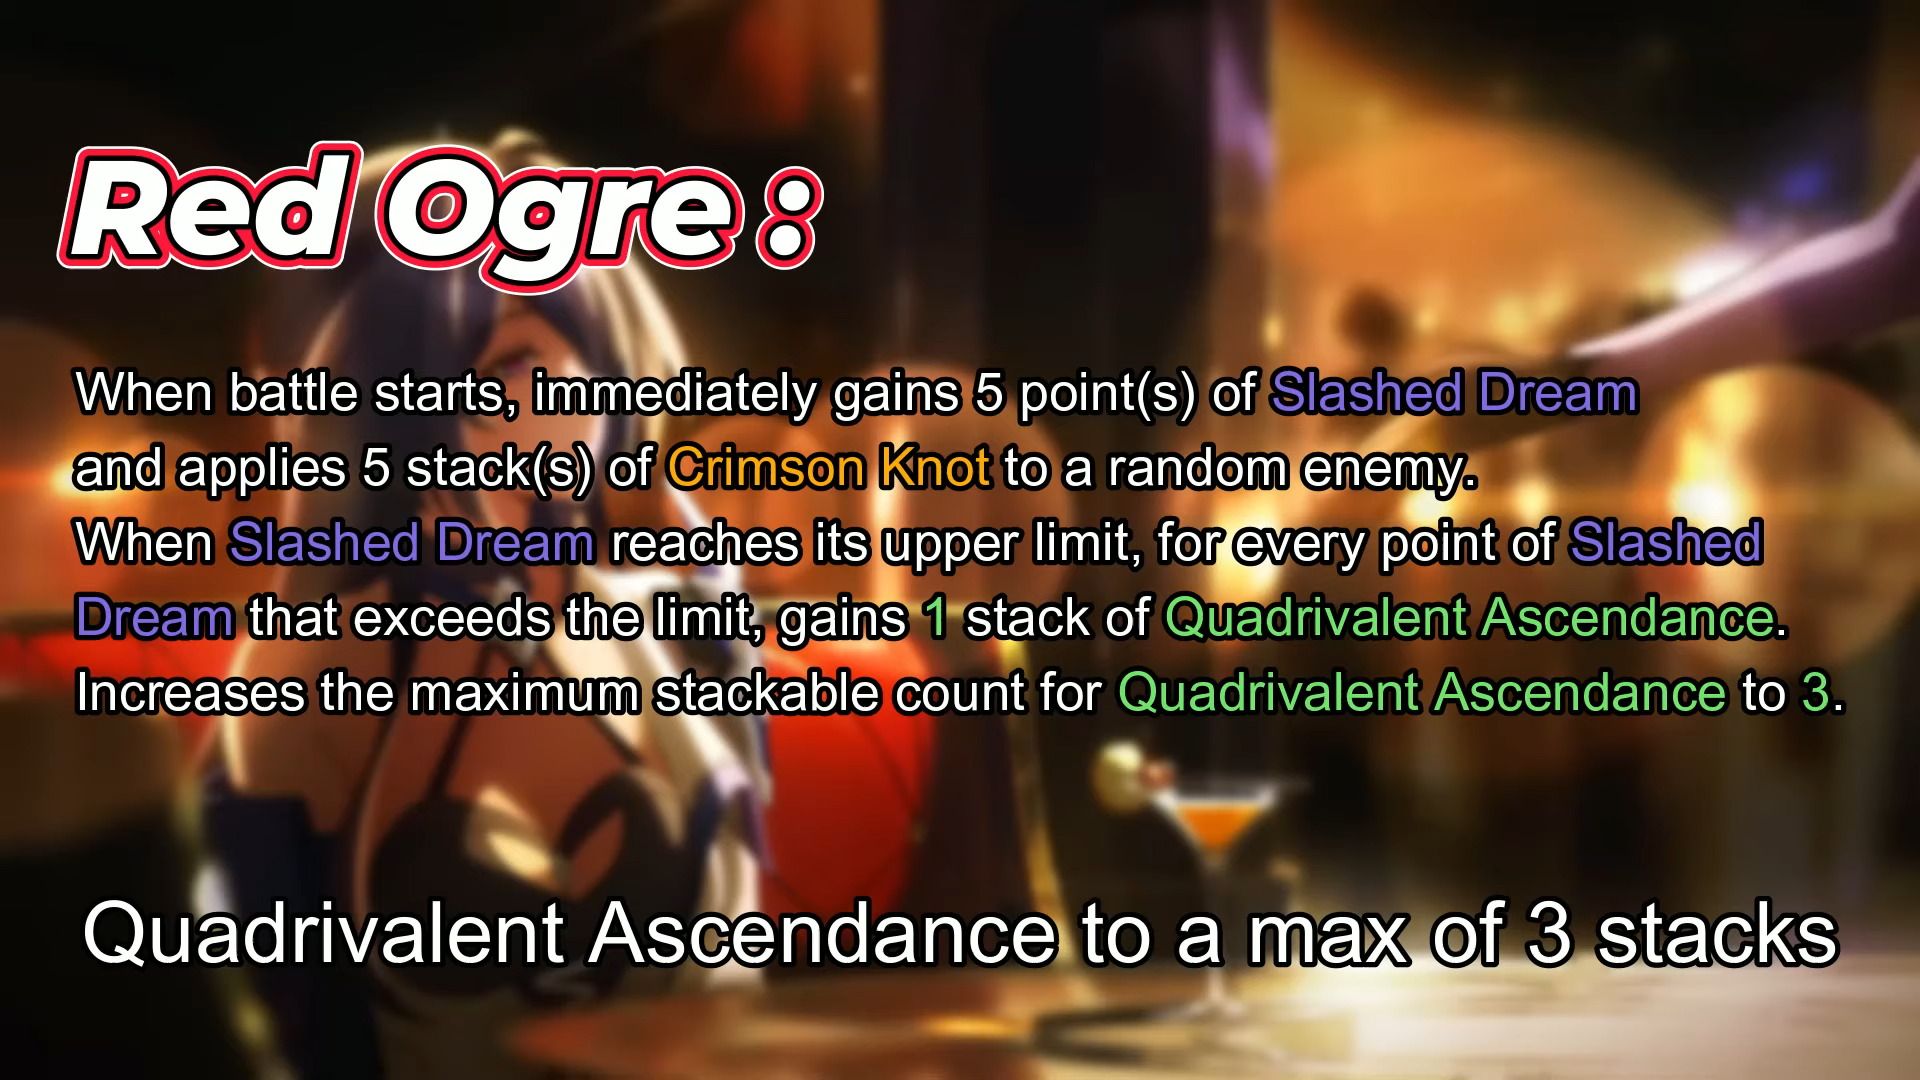 Red Ogre :
When battle starts, immediately gains 5 point(s) of Slashed Dream
and applies 5 stack(s) of Crimson Knot to a random enemy.
When Slashed Dream reaches its upper limit, for every point of Slashed
Dream that exceeds the limit, gains 1 stack of Quadrivalent Ascendance.
Increases the maximum stackable count for Quadrivalent Ascendance to 3.
Quadrivalent Ascendance to a max of 3 stacks